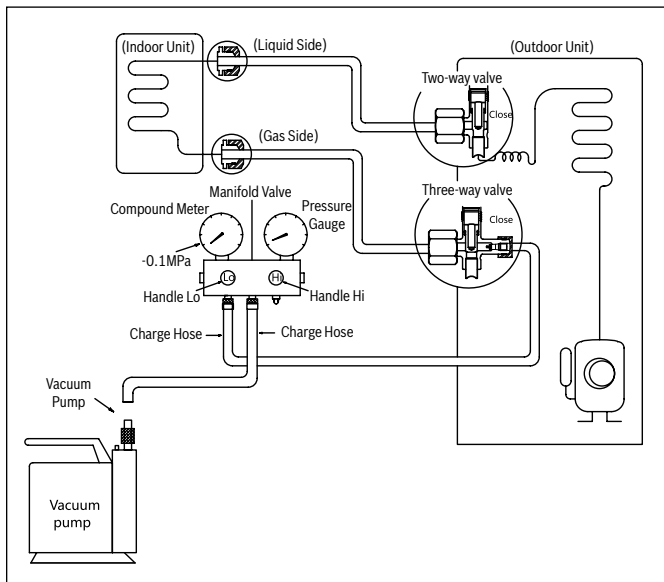 (Indoor Unit)
(Liquid Side)
(Outdoor Unit)
Two-way valve
Close
(Gas Side)
Manifold Valve
Three-way valve
Compound Meter
Pressure
Gauge
Close
-0.1MPa
Lo
Hi
Handle Lo
Handle Hi
Charge Hose
Charge Hose
Vacuum
Pump
Vacuum
pump